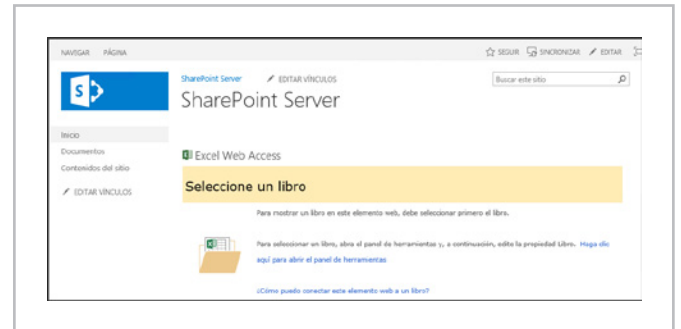 NAVEGAR PÁGINA SEGUIR SINCRONIZAR EDITAR
SharePoint Server EDITAR VÍNCULOS Buscar este sitio
SharePoint Server
Inicio
Documentos
Contenidos del sitio
EDITAR VÍNCULOS
Excel Web Access
Seleccione un libro
Para mostrar un libro en este elemento web, debe seleccionar primero el libro.
Para seleccionar un libro, abra el panel de herramientas y, a continuación, edite la propiedad Libro. Haga clic
aquí para abrir el panel de herramientas
¿Cómo puedo conectar este elemento web a un libro?